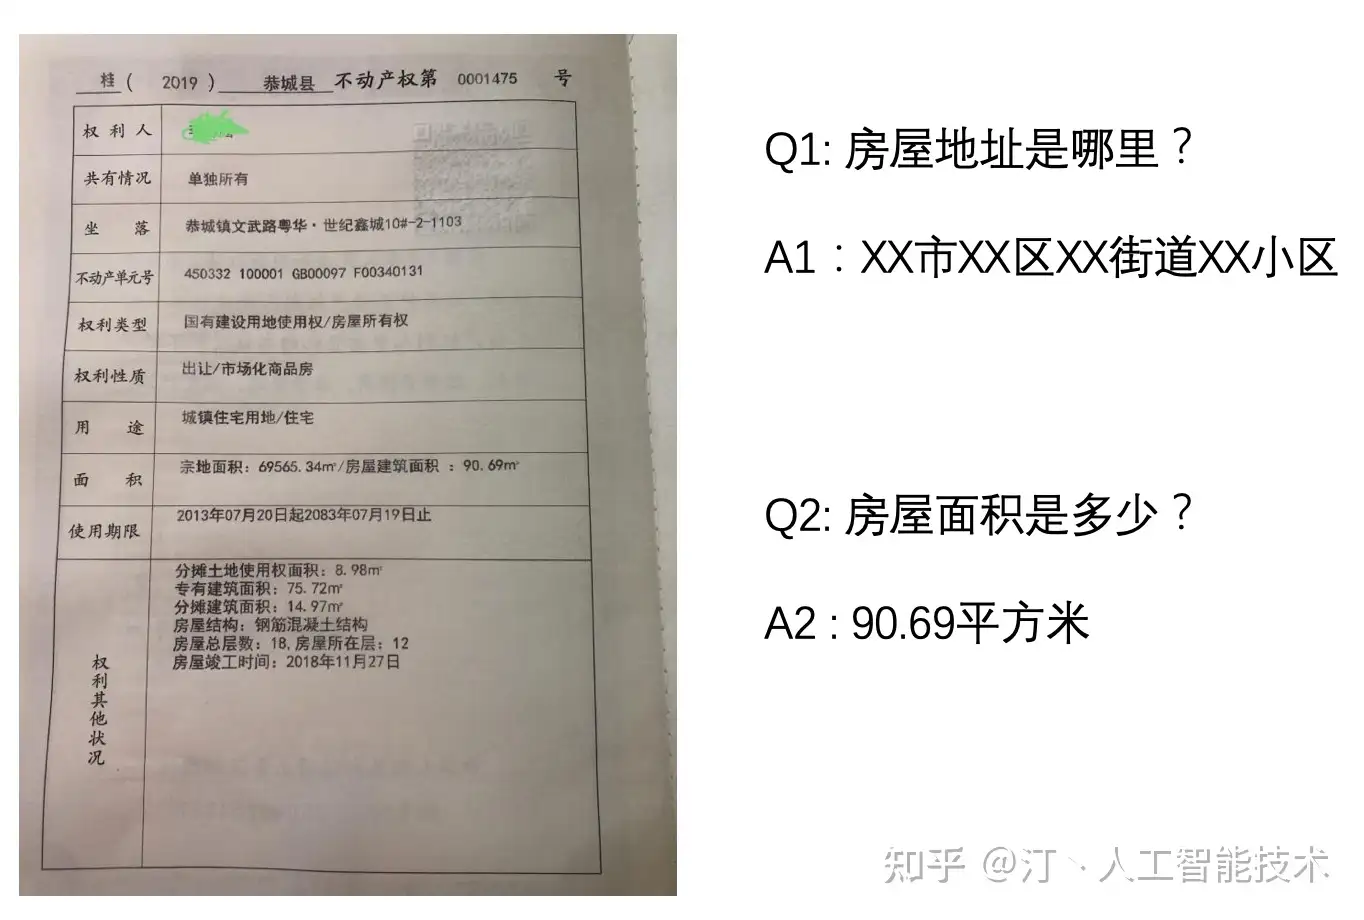 桂 ( 2019 ) 恭城县 不动产权第 0001475 号
权利人
共有情况 单独所有
坐落 恭城镇文武路粤华·世纪鑫城10#-2-1103
不动产单元号 450332 100001 GB00097 F00340131
权利类型 国有建设用地使用权/房屋所有权
权利性质 出让/市场化商品房
用途 城镇住宅用地/住宅
面积 宗地面积：69565.34㎡/房屋建筑面积 ：90.69㎡
使用期限 2013年07月20日起2083年07月19日止
权利其他状况
分摊土地使用权面积：8.98㎡
专有建筑面积：75.72㎡
分摊建筑面积：14.97㎡
房屋结构：钢筋混凝土结构
房屋总层数：18,房屋所在层：12
房屋竣工时间：2018年11月27日
Q1: 房屋地址是哪里？
A1：XX市XX区XX街道XX小区
Q2: 房屋面积是多少？
A2 : 90.69平方米
知乎 @汀丶人工智能技术